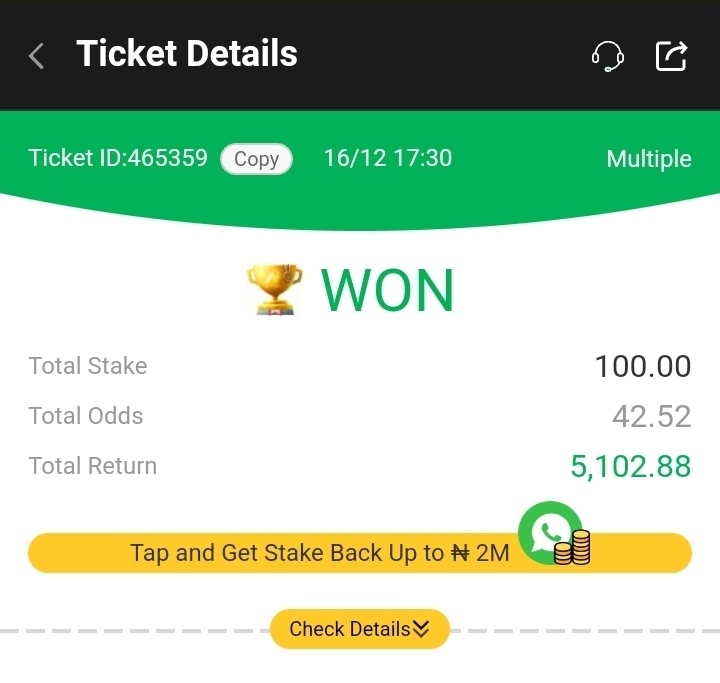 Ticket Details
Ticket ID:465359 Copy 16/12 17:30 Multiple
WON
Total Stake 100.00
Total Odds 42.52
Total Return 5,102.88
Tap and Get Stake Back Up to ₦ 2M
Check Details